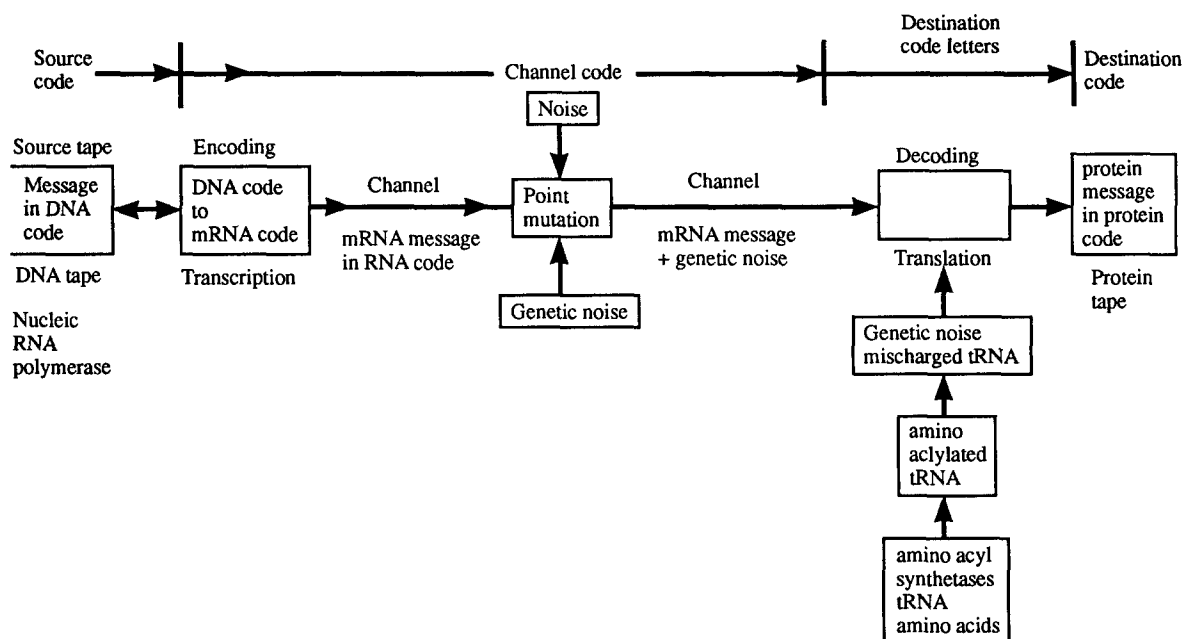 Destination
code letters
Source
code
Channel code
Destination
code
Noise
Source tape
Encoding
Decoding
Message
in DNA
code
DNA code
to
mRNA code
Channel
Point
mutation
Channel
protein
message
in protein
code
mRNA message
in RNA code
mRNA message
+ genetic noise
DNA tape
Transcription
Translation
Protein
tape
Genetic noise
Nucleic
RNA
polymerase
Genetic noise
mischarged tRNA
amino
aclylated
tRNA
amino acyl
synthetases
tRNA
amino acids